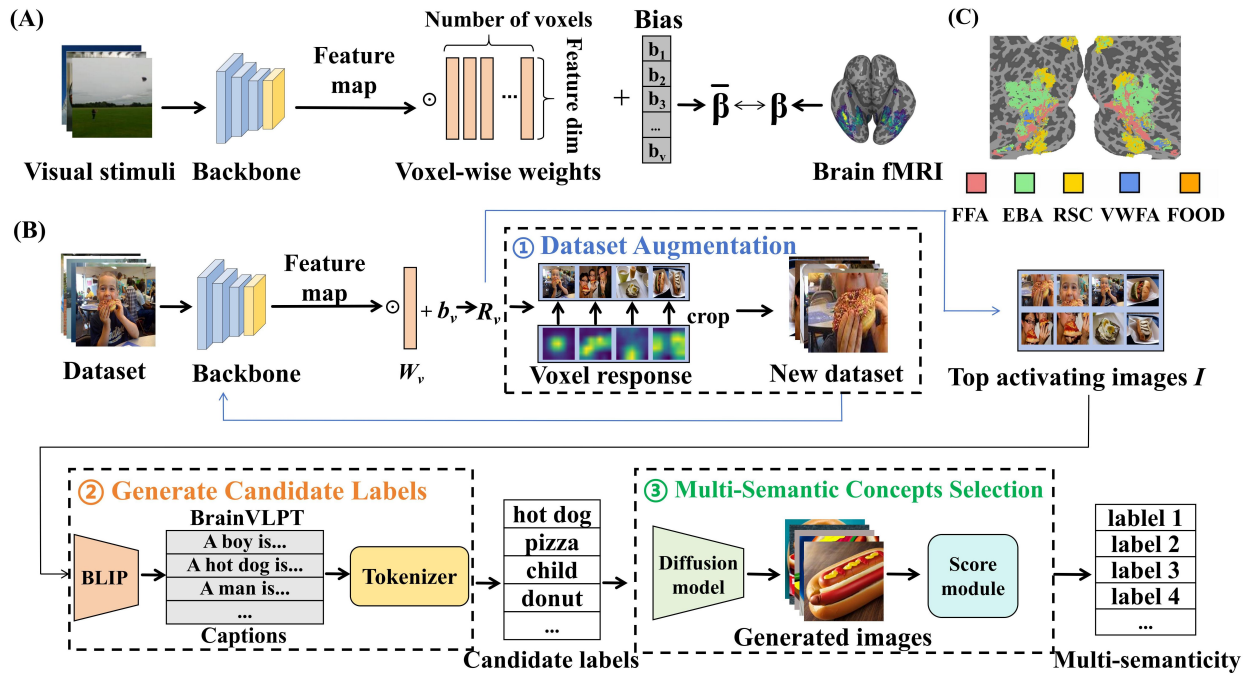 (A)
Visual stimuli
Backbone
Feature
map
Number of voxels
⊙
...
Feature dim
Voxel-wise weights
+
Bias
b1
b2
b3
...
bv
β̄ ↔ β
Brain fMRI
(C)
FFA EBA RSC VWFA FOOD
(B)
Dataset
Backbone
Feature
map
⊙
Wv
+ bv
Rv
① Dataset Augmentation
crop
Voxel response
New dataset
Top activating images I
② Generate Candidate Labels
BLIP
BrainVLPT
A boy is...
A hot dog is...
A man is...
...
Captions
Tokenizer
hot dog
pizza
child
donut
...
Candidate labels
③ Multi-Semantic Concepts Selection
Diffusion
model
Generated images
Score
module
lablel 1
label 2
label 3
label 4
...
Multi-semanticity